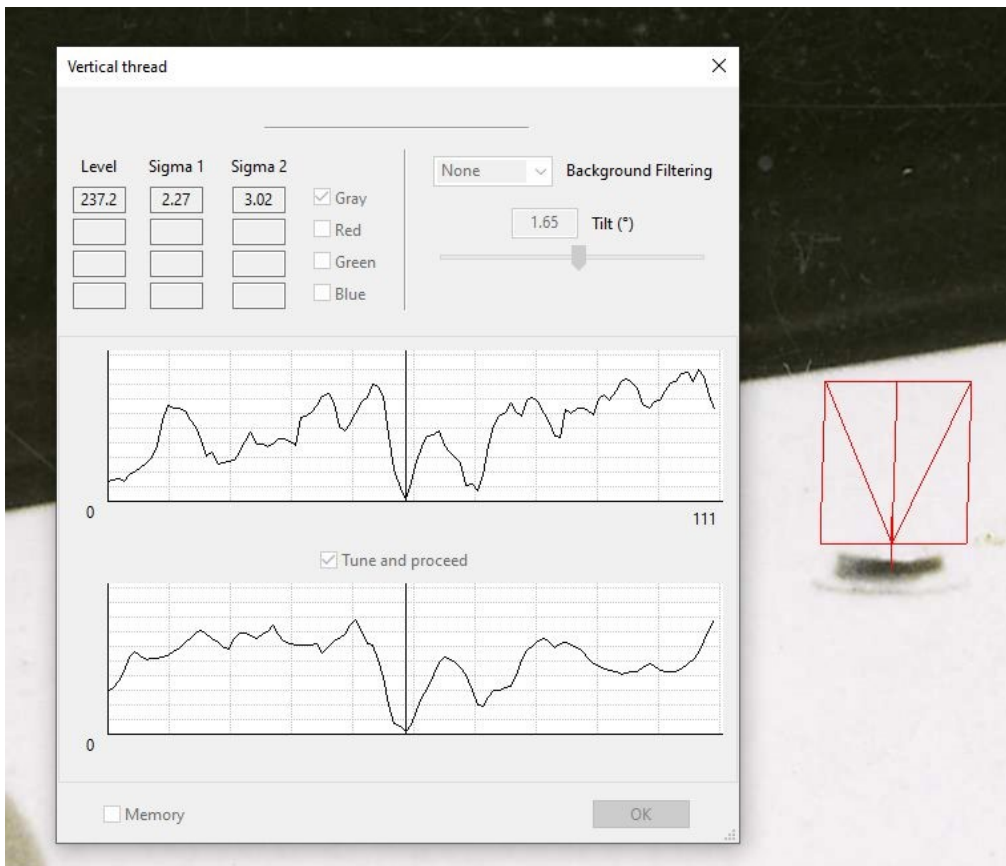 Vertical thread
Level Sigma 1 Sigma 2
237.2 2.27 3.02
Gray
Red
Green
Blue
None Background Filtering
1.65 Tilt (°)
0
111
Tune and proceed
0
Memory
OK